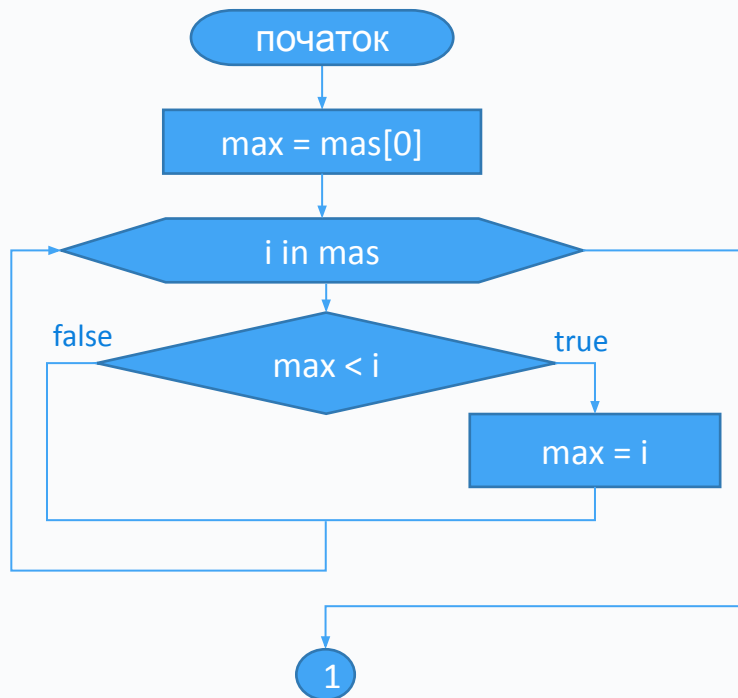 початок
max = mas[0]
i in mas
false
true
max < i
max = i
1